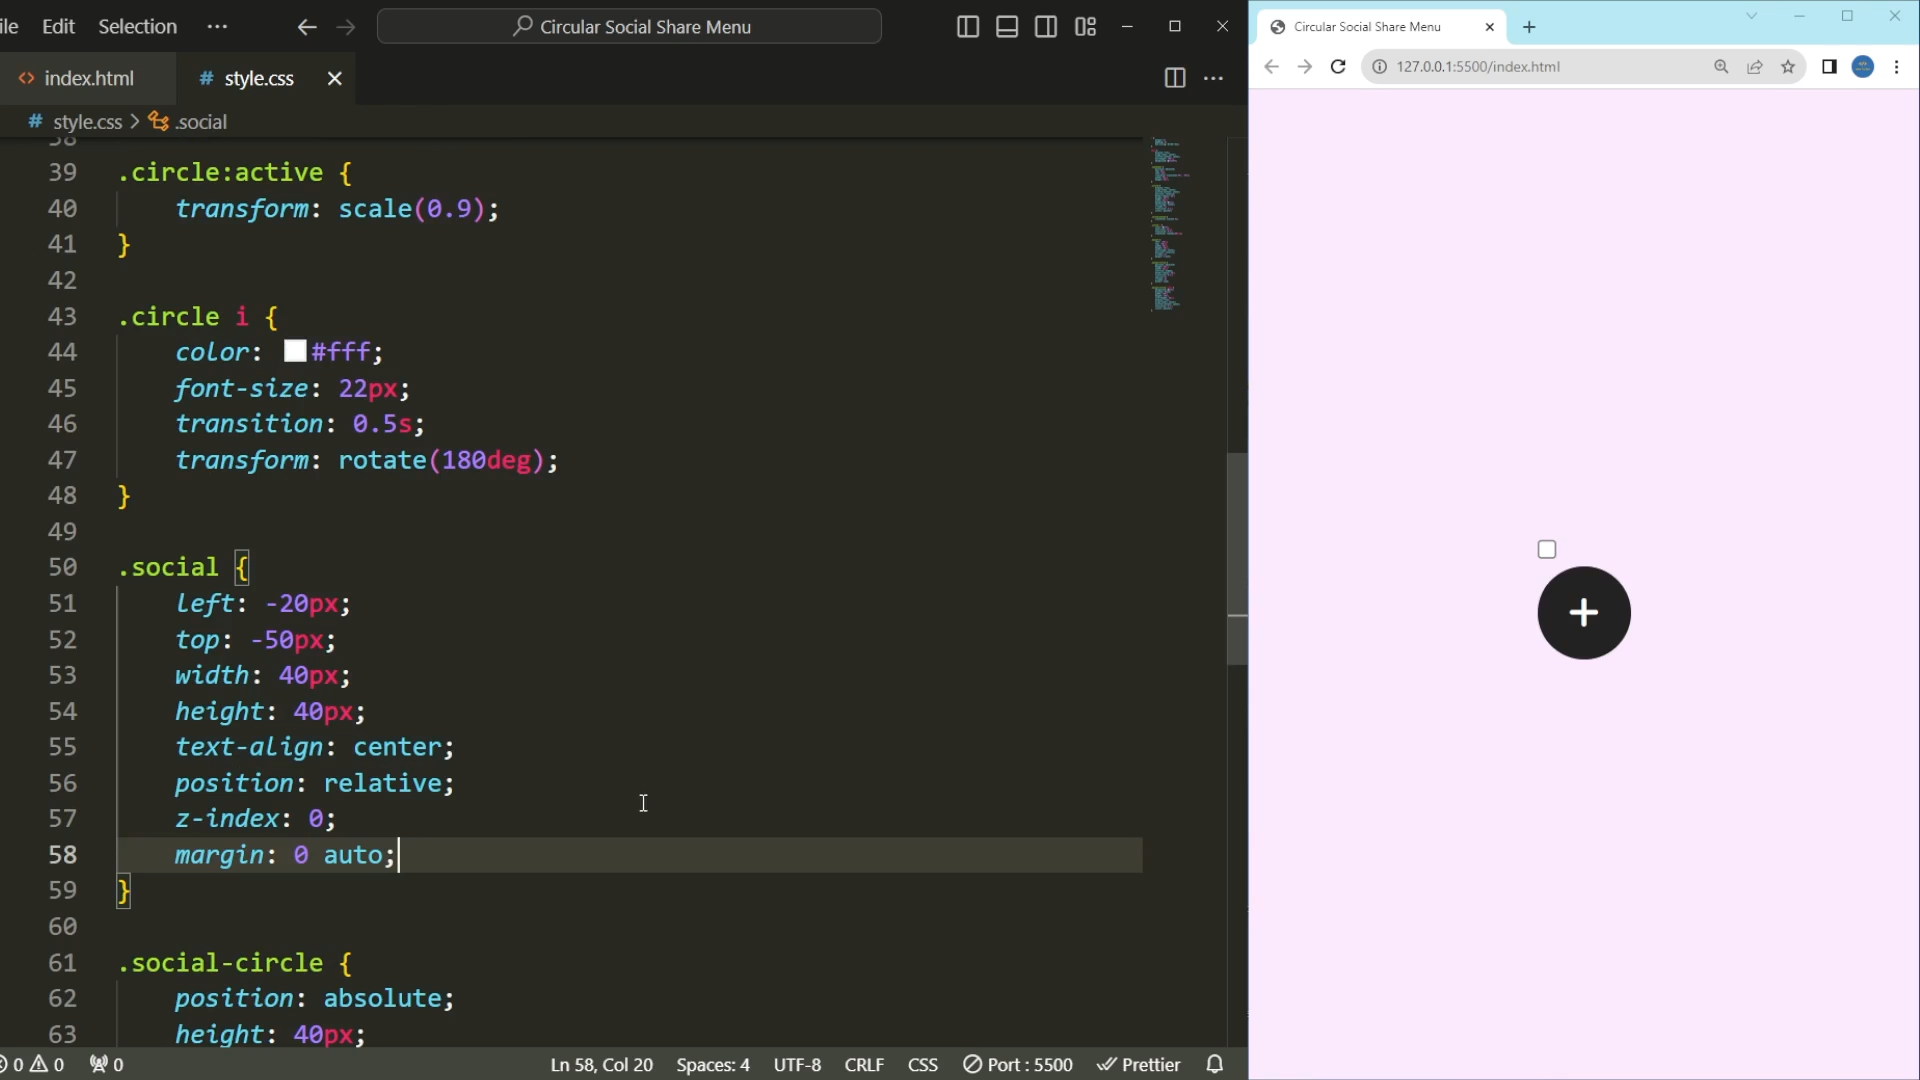 ile Edit Selection ··· Circular Social Share Menu
index.html # style.css
# style.css > .social
38
39 .circle:active {
40 transform: scale(0.9);
41 }
42
43 .circle i {
44 color: #fff;
45 font-size: 22px;
46 transition: 0.5s;
47 transform: rotate(180deg);
48 }
49
50 .social {
51 left: -20px;
52 top: -50px;
53 width: 40px;
54 height: 40px;
55 text-align: center;
56 position: relative;
57 z-index: 0;
58 margin: 0 auto;
59 }
60
61 .social-circle {
62 position: absolute;
63 height: 40px;
0 0 0 Ln 58, Col 20 Spaces: 4 UTF-8 CRLF CSS Port : 5500 Prettier
Circular Social Share Menu
127.0.0.1:5500/index.html